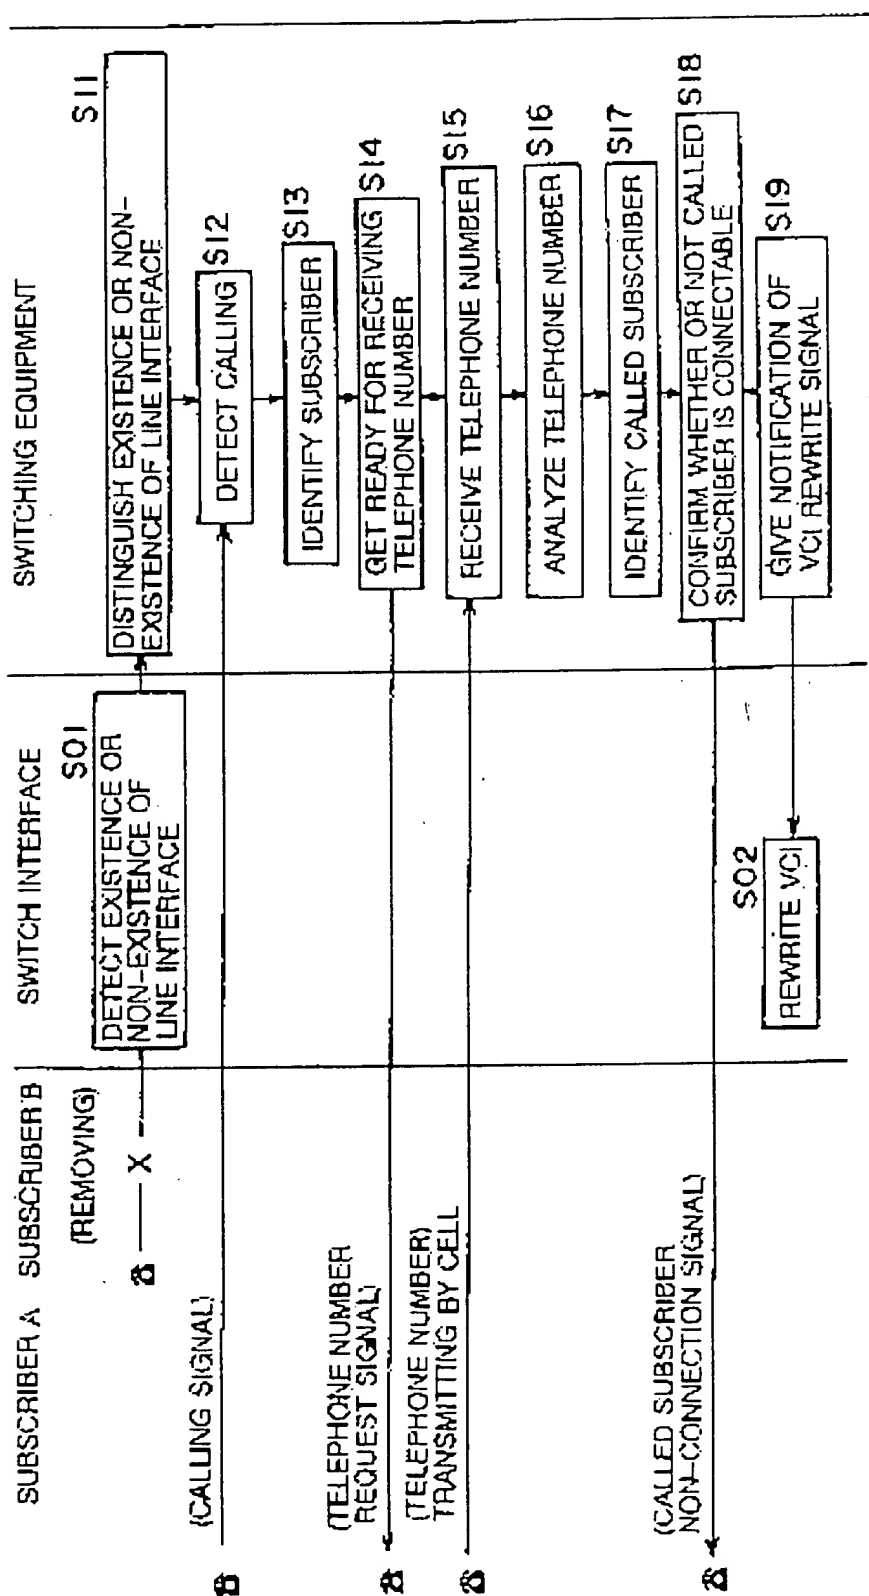 SUBSCRIBER A SUBSCRIBER B
SWITCH INTERFACE
SWITCHING EQUIPMENT
(REMOVING)
X
S01
DETECT EXISTENCE OR
NON-EXISTENCE OF
LINE INTERFACE
S11
DISTINGUISH EXISTENCE OR NON-
EXISTENCE OF LINE INTERFACE
(CALLING SIGNAL)
S12
DETECT CALLING
S13
IDENTIFY SUBSCRIBER
S14
GET READY FOR RECEIVING
TELEPHONE NUMBER
(TELEPHONE NUMBER
REQUEST SIGNAL)
S15
RECEIVE TELEPHONE NUMBER
(TELEPHONE NUMBER)
TRANSMITTING BY CELL
S16
ANALYZE TELEPHONE NUMBER
S17
IDENTIFY CALLED SUBSCRIBER
S18
CONFIRM WHETHER OR NOT CALLED
SUBSCRIBER IS CONNECTABLE
(CALLED SUBSCRIBER
NON-CONNECTION SIGNAL)
S19
GIVE NOTIFICATION OF
VCI REWRITE SIGNAL
S02
REWRITE VCI